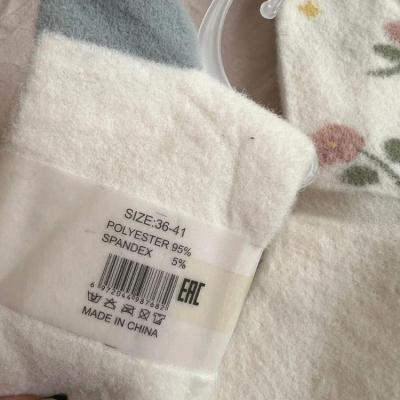 SIZE:36-41
POLYESTER 95%
SPANDEX 5%
EAC
MADE IN CHINA